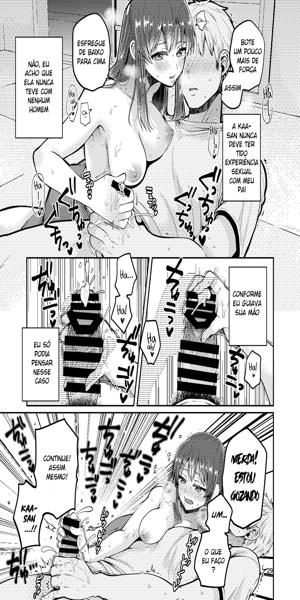 BOTE
UM POUCO
MAIS DE
FORÇA
ASSIM
ESFREGUE
DE BAIXO
PARA CIMA
NÃO, EU
ACHO QUE
ELA NUNCA
TEVE COM
NENHUM
HOMEM
A KAA-
SAN NUNCA
DEVE TER
TIDO
EXPERIÊNCIA
SEXUAL
COM MEU
PAI
CONFORME
EU GUIAVA
SUA MÃO
EU SÓ
PODIA
PENSAR
NESSE
CASO
MERDA!
ESTOU
GOZANDO
UM...
O QUE
EU FAÇO ?
CONTINUE!
ASSIM
MESMO!
KAA-
SAN
...!